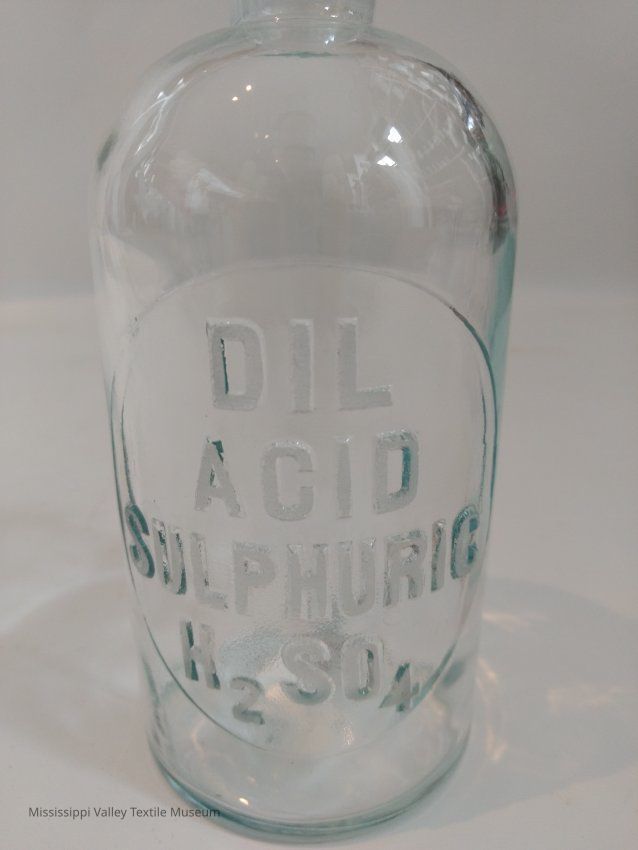 DIL
ACID
SULPHURIC
H₂SO₄
Mississippi Valley Textile Museum